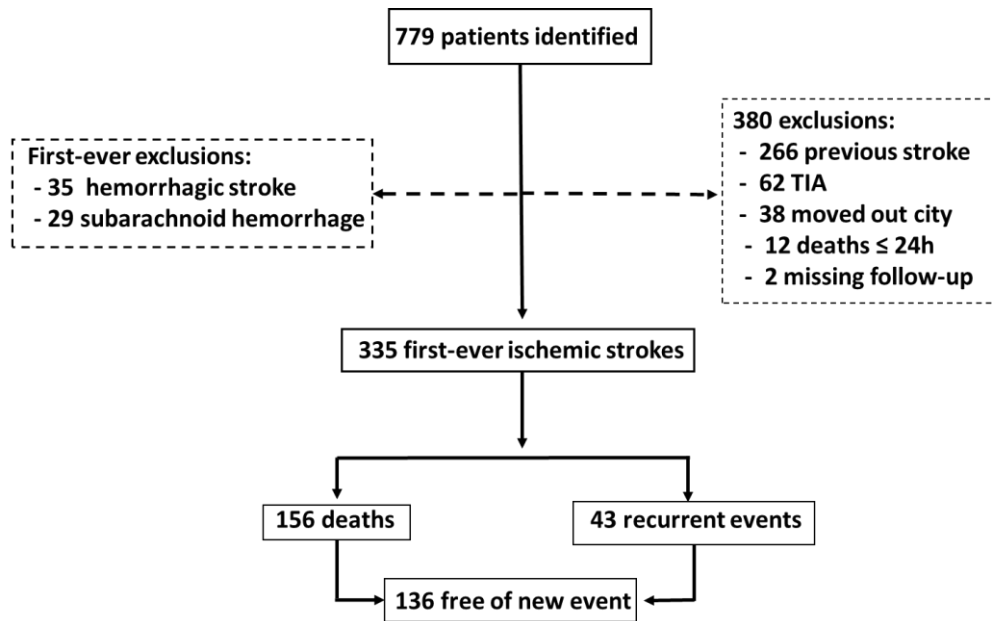 779 patients identified
First-ever exclusions:
- 35 hemorrhagic stroke
- 29 subarachnoid hemorrhage
380 exclusions:
- 266 previous stroke
- 62 TIA
- 38 moved out city
- 12 deaths ≤ 24h
- 2 missing follow-up
335 first-ever ischemic strokes
156 deaths
43 recurrent events
136 free of new event